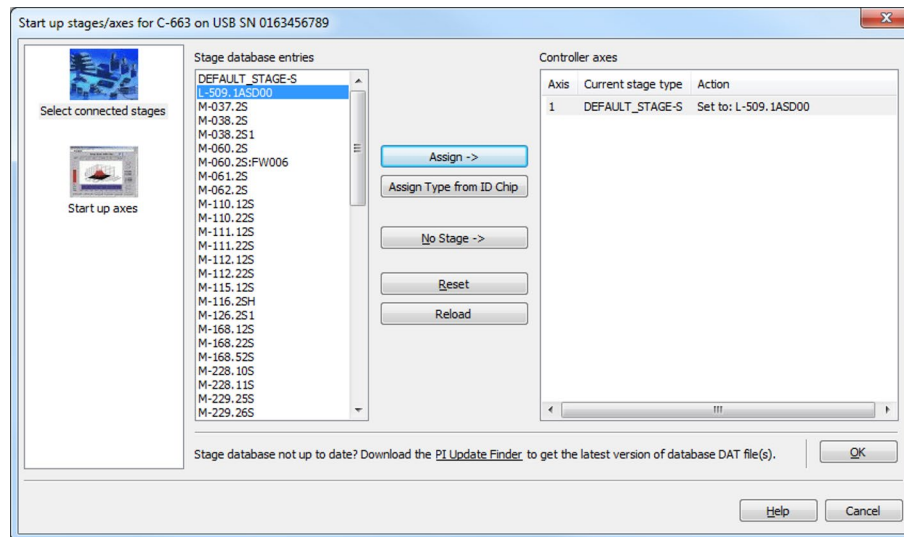 Start up stages/axes for C-663 on USB SN 0163456789
Select connected stages
Start up axes
Stage database entries
DEFAULT_STAGE-S
L-509.1ASD00
M-037.2S
M-038.2S
M-038.2S1
M-060.2S
M-060.2S:FW006
M-061.2S
M-062.2S
M-110.12S
M-110.22S
M-111.12S
M-111.22S
M-112.12S
M-112.22S
M-115.12S
M-116.2SH
M-126.2S1
M-168.12S
M-168.22S
M-168.52S
M-228.10S
M-228.11S
M-229.25S
M-229.26S
Assign ->
Assign Type from ID Chip
No Stage ->
Reset
Reload
Controller axes
Axis Current stage type Action
1 DEFAULT_STAGE-S Set to: L-509.1ASD00
Stage database not up to date? Download the PI Update Finder to get the latest version of database DAT file(s).
OK
Help
Cancel